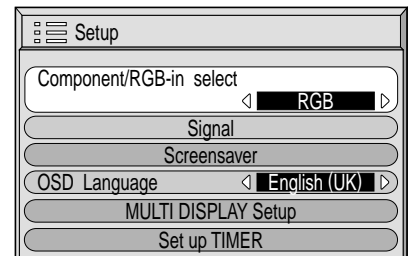 Setup
Component/RGB-in select
RGB
Signal
Screensaver
OSD Language English (UK)
MULTI DISPLAY Setup
Set up TIMER